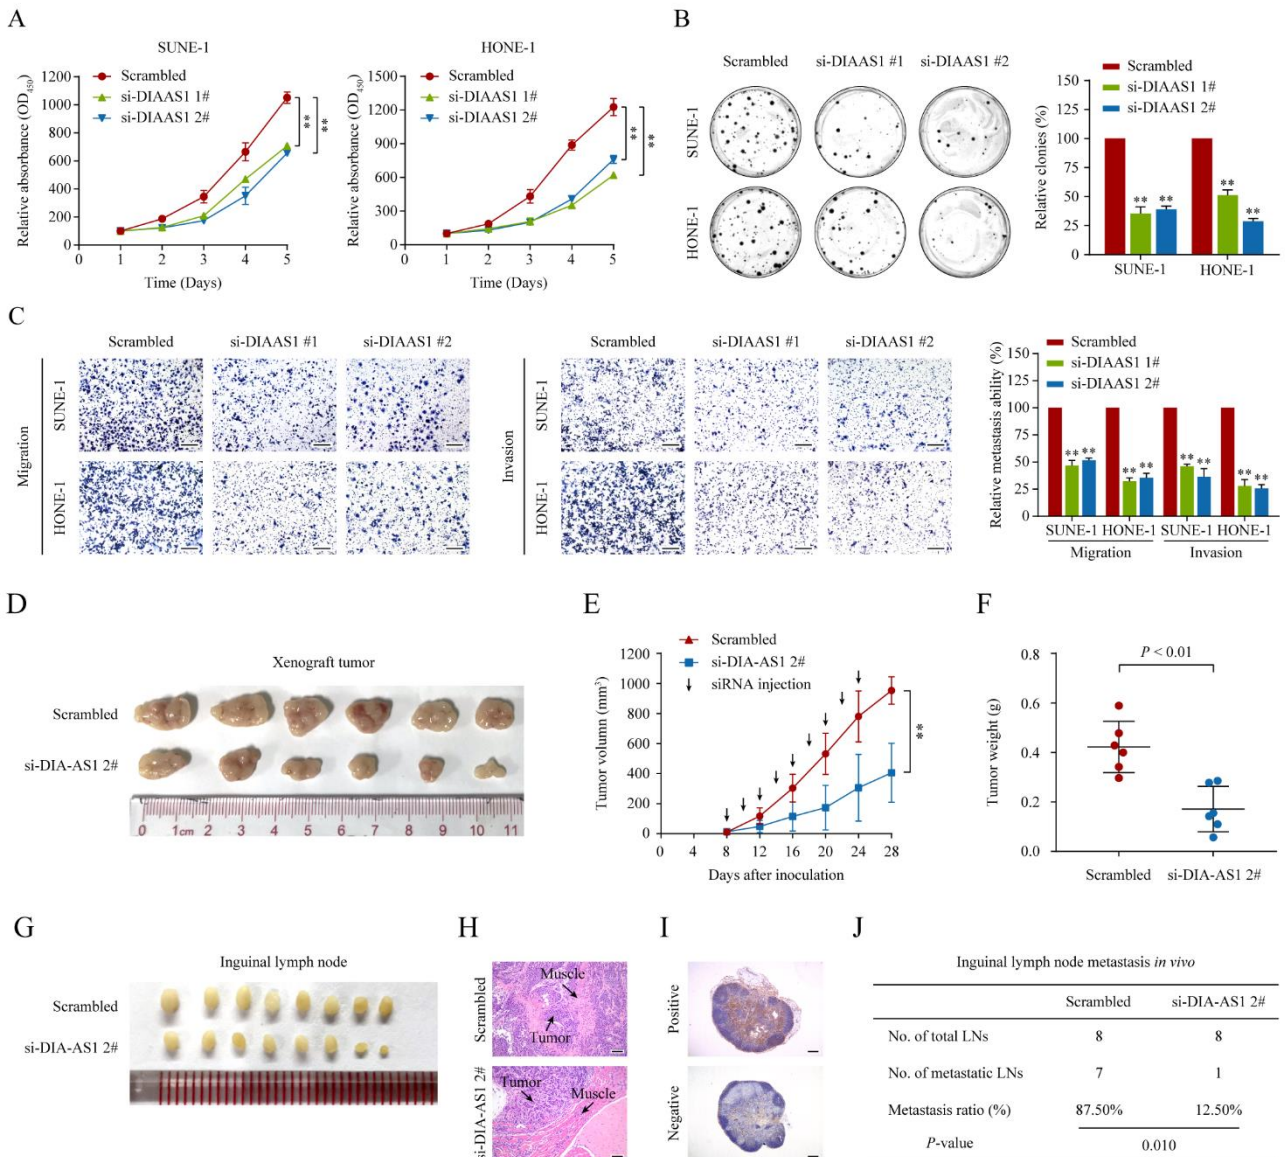 A
SUNE-1
Scrambled
si-DIAAS1 1#
si-DIAAS1 2#
Relative absorbance (OD450)
1200
1000
800
600
400
200
0
0 1 2 3 4 5
Time (Days)
**
**
HONE-1
Scrambled
si-DIAAS1 1#
si-DIAAS1 2#
Relative absorbance (OD450)
1500
1200
900
600
300
0
0 1 2 3 4 5
Time (Days)
**
**
B
Scrambled si-DIAAS1 #1 si-DIAAS1 #2
SUNE-1
HONE-1
Scrambled
si-DIAAS1 1#
si-DIAAS1 2#
Relative clonies (%)
150
125
100
75
50
25
0
** ** ** **
SUNE-1 HONE-1
C
Migration
Scrambled si-DIAAS1 #1 si-DIAAS1 #2
SUNE-1
HONE-1
Invasion
Scrambled si-DIAAS1 #1 si-DIAAS1 #2
SUNE-1
HONE-1
Scrambled
si-DIAAS1 1#
si-DIAAS1 2#
Relative metastasis ability (%)
150
125
100
75
50
25
0
** ** ** ** ** ** ** **
SUNE-1 HONE-1 SUNE-1 HONE-1
Migration Invasion
D
Xenograft tumor
Scrambled
si-DIA-AS1 2#
0 1cm 2 3 4 5 6 7 8 9 10 11
E
Scrambled
si-DIA-AS1 2#
siRNA injection
Tumor volumn (mm³)
1200
1000
800
600
400
200
0
0 4 8 12 16 20 24 28
Days after inoculation
**
F
P < 0.01
Tumor weight (g)
0.8
0.6
0.4
0.2
0.0
Scrambled si-DIA-AS1 2#
G
Inguinal lymph node
Scrambled
si-DIA-AS1 2#
H
Scrambled
Muscle
Tumor
si-DIA-AS1 2#
Tumor
Muscle
I
Positive
Negative
J
Inguinal lymph node metastasis in vivo
Scrambled si-DIA-AS1 2#
No. of total LNs 8 8
No. of metastatic LNs 7 1
Metastasis ratio (%) 87.50% 12.50%
P-value 0.010